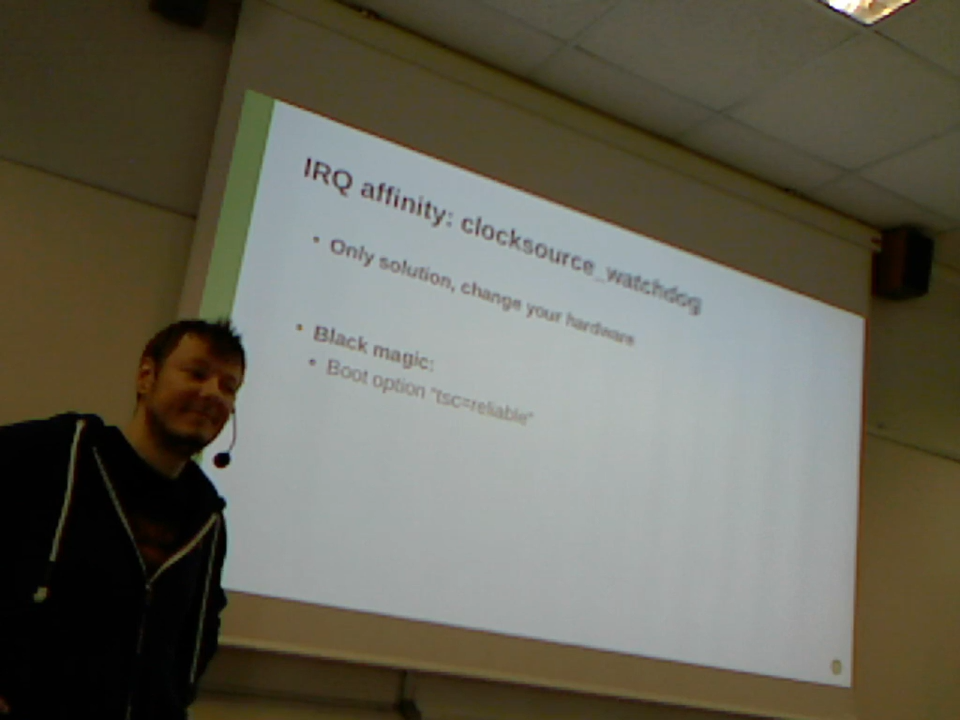 IRQ affinity: clocksource_watchdog
• Only solution, change your hardware
• Black magic:
• Boot option "tsc=reliable"